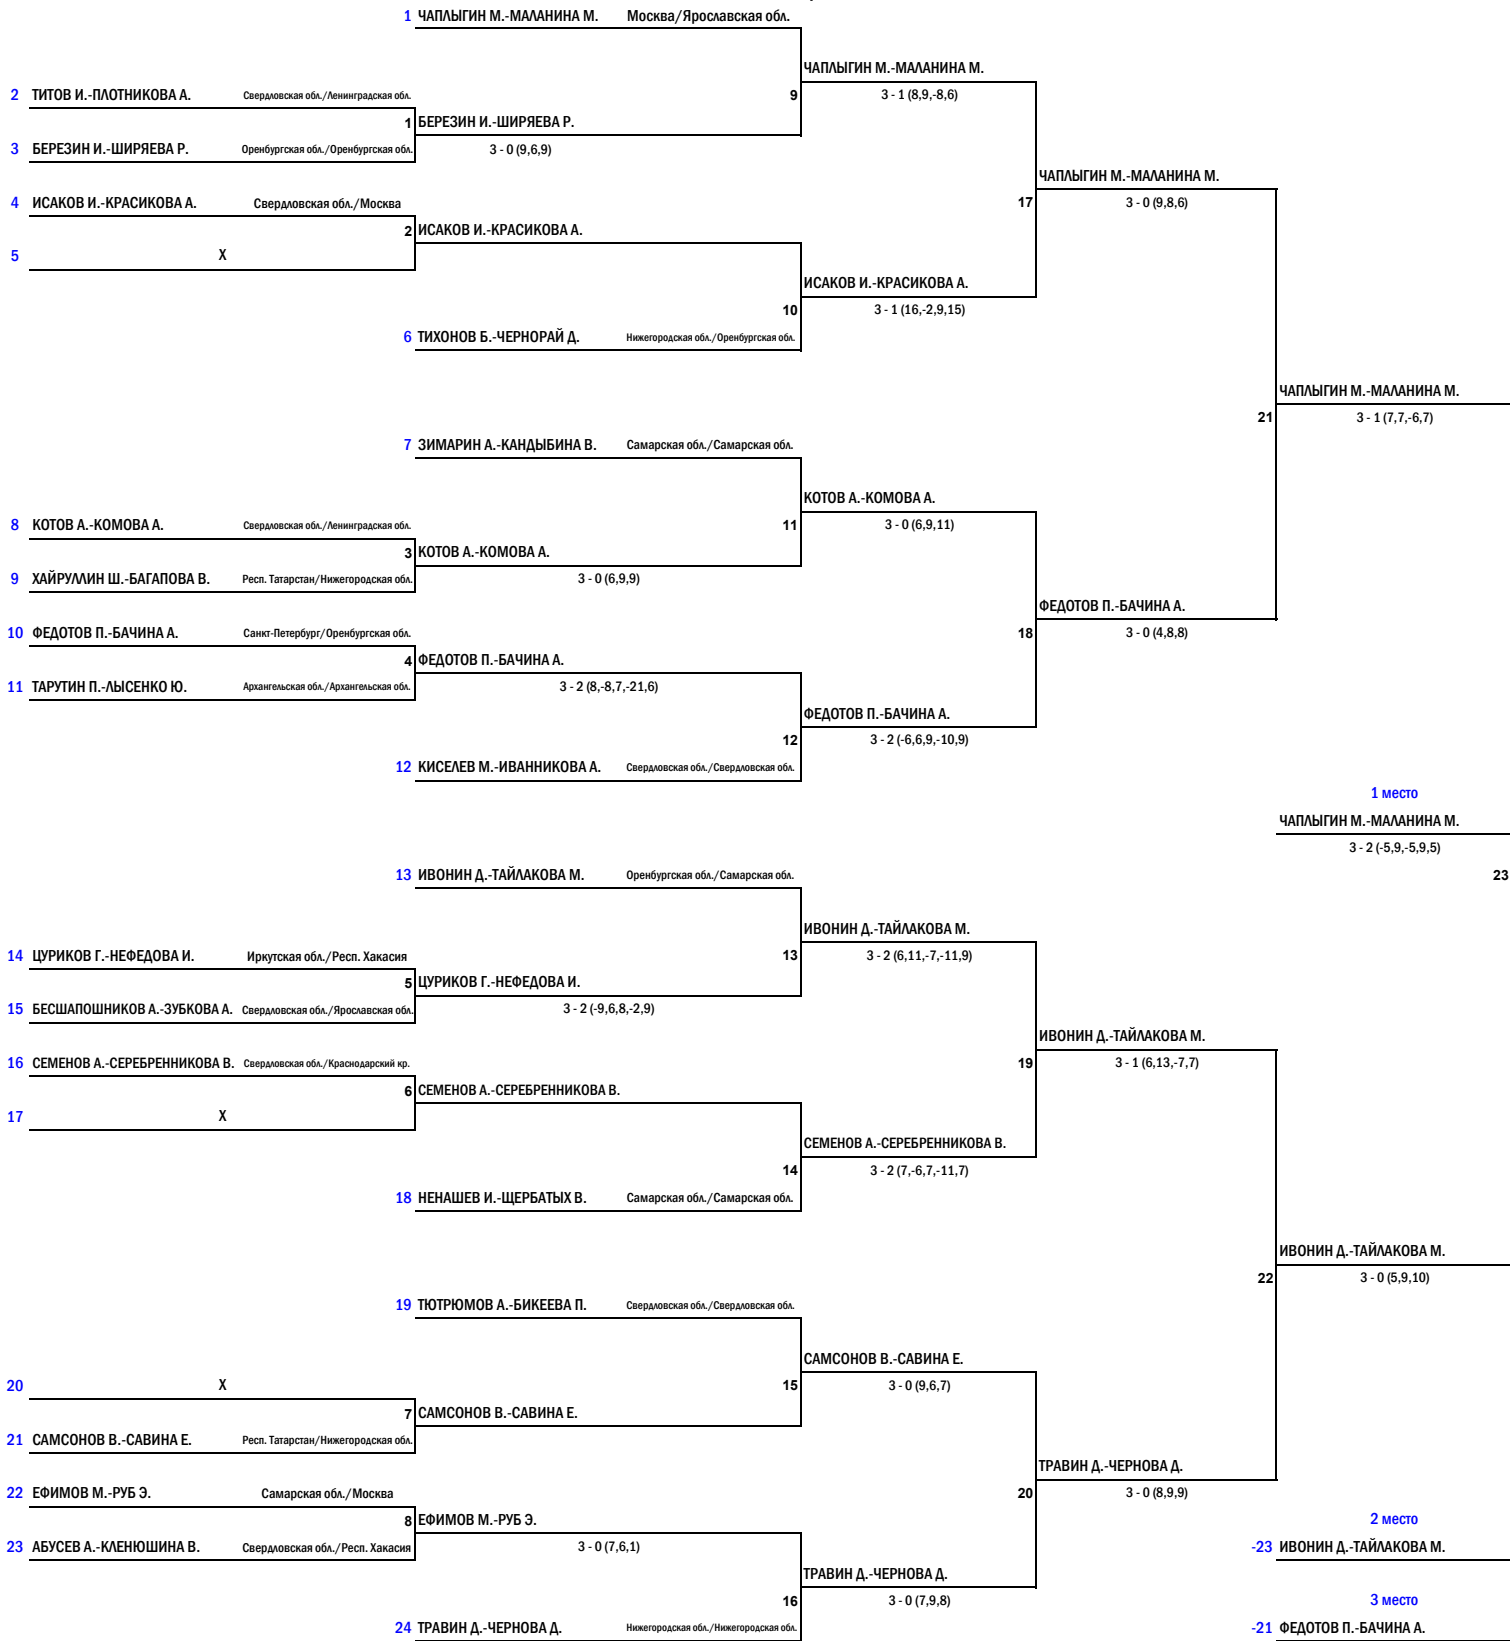 1 ЧАПЛЫГИН М.-МАЛАНИНА М. Москва/Ярославская обл.
ЧАПЛЫГИН М.-МАЛАНИНА М.
2 ТИТОВ И.-ПЛОТНИКОВА А. Свердловская обл./Ленинградская обл. 9 3 - 1 (8,9,-8,6)
1 БЕРЕЗИН И.-ШИРЯЕВА Р.
3 БЕРЕЗИН И.-ШИРЯЕВА Р. Оренбургская обл./Оренбургская обл. 3 - 0 (9,6,9)
ЧАПЛЫГИН М.-МАЛАНИНА М.
4 ИСАКОВ И.-КРАСИКОВА А. Свердловская обл./Москва 17 3 - 0 (9,8,6)
2 ИСАКОВ И.-КРАСИКОВА А.
5 X
ИСАКОВ И.-КРАСИКОВА А.
10 3 - 1 (16,-2,9,15)
6 ТИХОНОВ Б.-ЧЕРНОРАЙ Д. Нижегородская обл./Оренбургская обл.
ЧАПЛЫГИН М.-МАЛАНИНА М.
21 3 - 1 (7,7,-6,7)
7 ЗИМАРИН А.-КАНДЫБИНА В. Самарская обл./Самарская обл.
КОТОВ А.-КОМОВА А.
8 КОТОВ А.-КОМОВА А. Свердловская обл./Ленинградская обл. 11 3 - 0 (6,9,11)
3 КОТОВ А.-КОМОВА А.
9 ХАЙРУЛЛИН Ш.-БАГАПОВА В. Респ. Татарстан/Нижегородская обл. 3 - 0 (6,9,9)
ФЕДОТОВ П.-БАЧИНА А.
10 ФЕДОТОВ П.-БАЧИНА А. Санкт-Петербург/Оренбургская обл. 18 3 - 0 (4,8,8)
4 ФЕДОТОВ П.-БАЧИНА А.
11 ТАРУТИН П.-ЛЫСЕНКО Ю. Архангельская обл./Архангельская обл. 3 - 2 (8,-8,7,-21,6)
ФЕДОТОВ П.-БАЧИНА А.
12 3 - 2 (-6,6,9,-10,9)
12 КИСЕЛЕВ М.-ИВАННИКОВА А. Свердловская обл./Свердловская обл.
1 место
ЧАПЛЫГИН М.-МАЛАНИНА М.
3 - 2 (-5,9,-5,9,5)
13 ИВОНИН Д.-ТАЙЛАКОВА М. Оренбургская обл./Самарская обл. 23
ИВОНИН Д.-ТАЙЛАКОВА М.
14 ЦУРИКОВ Г.-НЕФЕДОВА И. Иркутская обл./Респ. Хакасия 13 3 - 2 (6,11,-7,-11,9)
5 ЦУРИКОВ Г.-НЕФЕДОВА И.
15 БЕСШАПОШНИКОВ А.-ЗУБКОВА А. Свердловская обл./Ярославская обл. 3 - 2 (-9,6,8,-2,9)
ИВОНИН Д.-ТАЙЛАКОВА М.
16 СЕМЕНОВ А.-СЕРЕБРЕННИКОВА В. Свердловская обл./Краснодарский кр. 19 3 - 1 (6,13,-7,7)
6 СЕМЕНОВ А.-СЕРЕБРЕННИКОВА В.
17 X
СЕМЕНОВ А.-СЕРЕБРЕННИКОВА В.
14 3 - 2 (7,-6,7,-11,7)
18 НЕНАШЕВ И.-ЩЕРБАТЫХ В. Самарская обл./Самарская обл.
ИВОНИН Д.-ТАЙЛАКОВА М.
22 3 - 0 (5,9,10)
19 ТЮТРЮМОВ А.-БИКЕЕВА П. Свердловская обл./Свердловская обл.
САМСОНОВ В.-САВИНА Е.
20 X 15 3 - 0 (9,6,7)
7 САМСОНОВ В.-САВИНА Е.
21 САМСОНОВ В.-САВИНА Е. Респ. Татарстан/Нижегородская обл.
ТРАВИН Д.-ЧЕРНОВА Д.
22 ЕФИМОВ М.-РУБ Э. Самарская обл./Москва 20 3 - 0 (8,9,9)
8 ЕФИМОВ М.-РУБ Э. 2 место
23 АБУСЕВ А.-КЛЕНЮШИНА В. Свердловская обл./Респ. Хакасия 3 - 0 (7,6,1) -23 ИВОНИН Д.-ТАЙЛАКОВА М.
ТРАВИН Д.-ЧЕРНОВА Д.
16 3 - 0 (7,9,8) 3 место
24 ТРАВИН Д.-ЧЕРНОВА Д. Нижегородская обл./Нижегородская обл. -21 ФЕДОТОВ П.-БАЧИНА А.